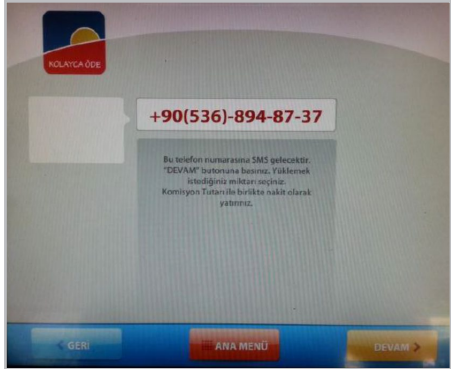 KOLAYCA ÖDE
+90(536)-894-87-37
Bu telefon numarasına SMS gelecektir.
"DEVAM" butonuna basınız. Yüklemek
istediğiniz miktarı seçiniz.
Komisyon Tutarı ile birlikte nakit olarak
yatırınız.
GERİ
ANA MENÜ
DEVAM